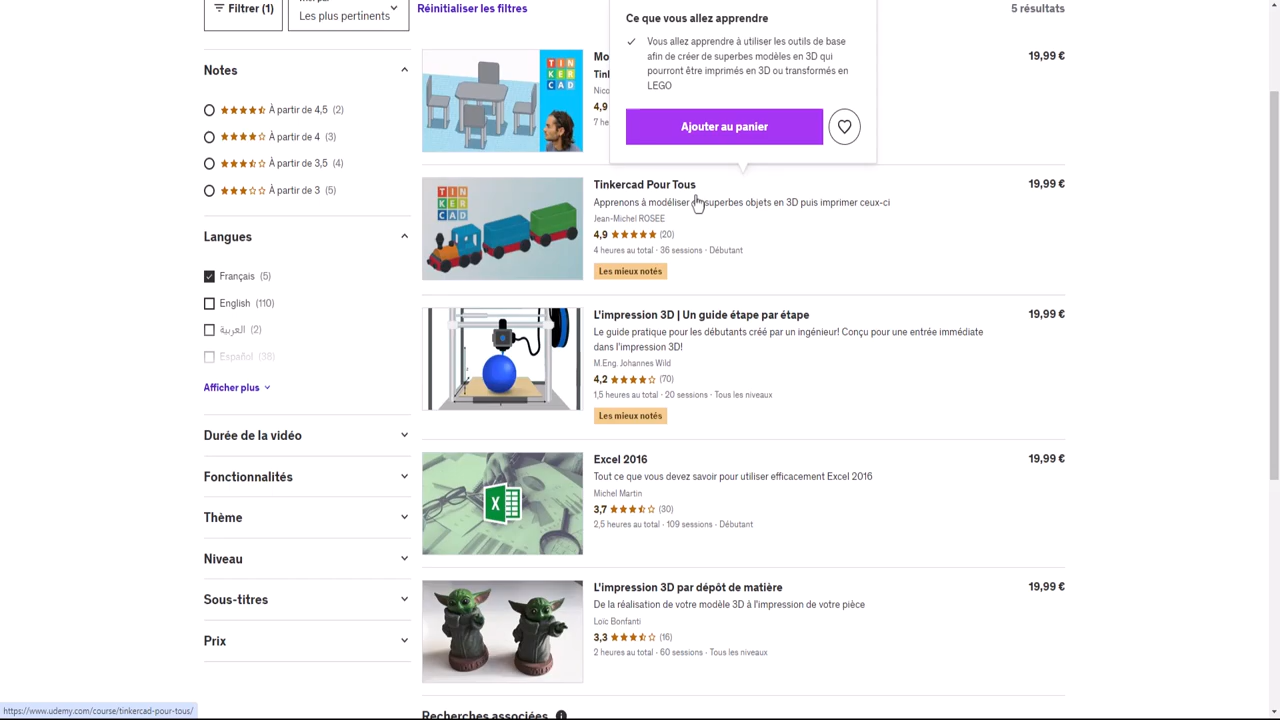 Filtrer (1)
Les plus pertinents
Réinitialiser les filtres
5 résultats
Notes
À partir de 4,5 (2)
À partir de 4 (3)
À partir de 3,5 (4)
À partir de 3 (5)
Langues
Français (5)
English (110)
العربية (2)
Español (38)
Afficher plus
Durée de la vidéo
Fonctionnalités
Thème
Niveau
Sous-titres
Prix
Ce que vous allez apprendre
Vous allez apprendre à utiliser les outils de base
afin de créer de superbes modèles en 3D qui
pourront être imprimés en 3D ou transformés en
LEGO
Ajouter au panier
TIN
KER
CAD
19,99 €
4,9
TIN
KER
CAD
Tinkercad Pour Tous
19,99 €
Apprenons à modéliser superbes objets en 3D puis imprimer ceux-ci
Jean-Michel ROSEE
4,9 (20)
4 heures au total · 36 sessions · Débutant
Les mieux notés
L'impression 3D | Un guide étape par étape
19,99 €
Le guide pratique pour les débutants créé par un ingénieur! Conçu pour une entrée immédiate
dans l'impression 3D!
M.Eng. Johannes Wild
4,2 (70)
1,5 heures au total · 20 sessions · Tous les niveaux
Les mieux notés
X
Excel 2016
19,99 €
Tout ce que vous devez savoir pour utiliser efficacement Excel 2016
Michel Martin
3,7 (30)
2,5 heures au total · 109 sessions · Débutant
L'impression 3D par dépôt de matière
19,99 €
De la réalisation de votre modèle 3D à l'impression de votre pièce
Loïc Bonfanti
3,3 (16)
2 heures au total · 60 sessions · Tous les niveaux
Recherches associées
https://www.udemy.com/course/tinkercad-pour-tous/